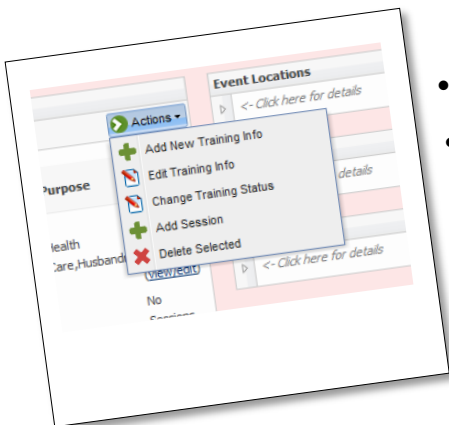 Event Locations
<- Click here for details
Actions
Add New Training Info
Edit Training Info
Change Training Status
Add Session
Delete Selected
Purpose
details
Health
Care,Husband
(view/edit)
<- Click here for details
No
Sessions